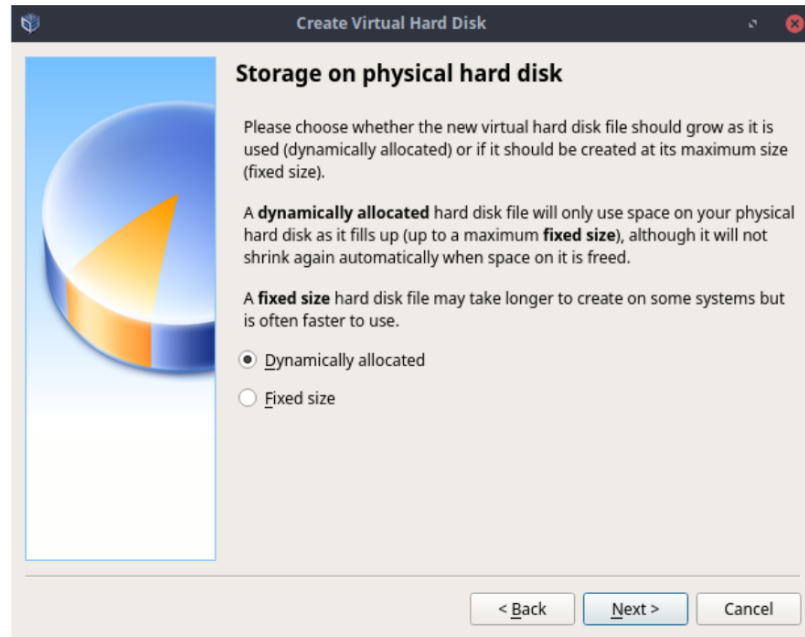 Create Virtual Hard Disk
Storage on physical hard disk
Please choose whether the new virtual hard disk file should grow as it is
used (dynamically allocated) or if it should be created at its maximum size
(fixed size).
A dynamically allocated hard disk file will only use space on your physical
hard disk as it fills up (up to a maximum fixed size), although it will not
shrink again automatically when space on it is freed.
A fixed size hard disk file may take longer to create on some systems but
is often faster to use.
Dynamically allocated
Fixed size
< Back Next > Cancel